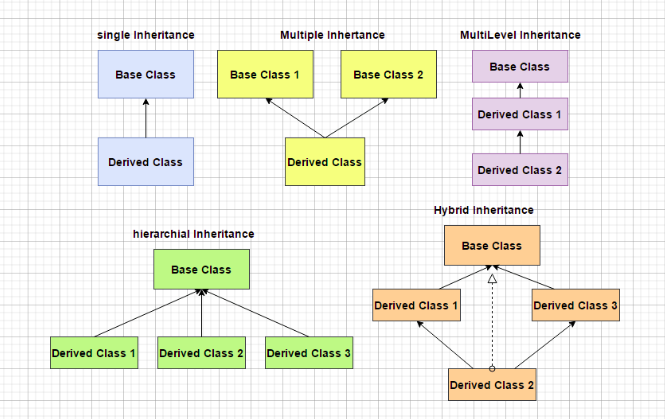 single Inheritance
Multiple Inhertance
MultiLevel Inheritance
Base Class
Base Class 1
Base Class 2
Base Class
Derived Class 1
Derived Class
Derived Class
Derived Class 2
Hybrid Inheritance
hierarchial Inheritance
Base Class
Base Class
Derived Class 1
Derived Class 3
Derived Class 1
Derived Class 2
Derived Class 3
Derived Class 2